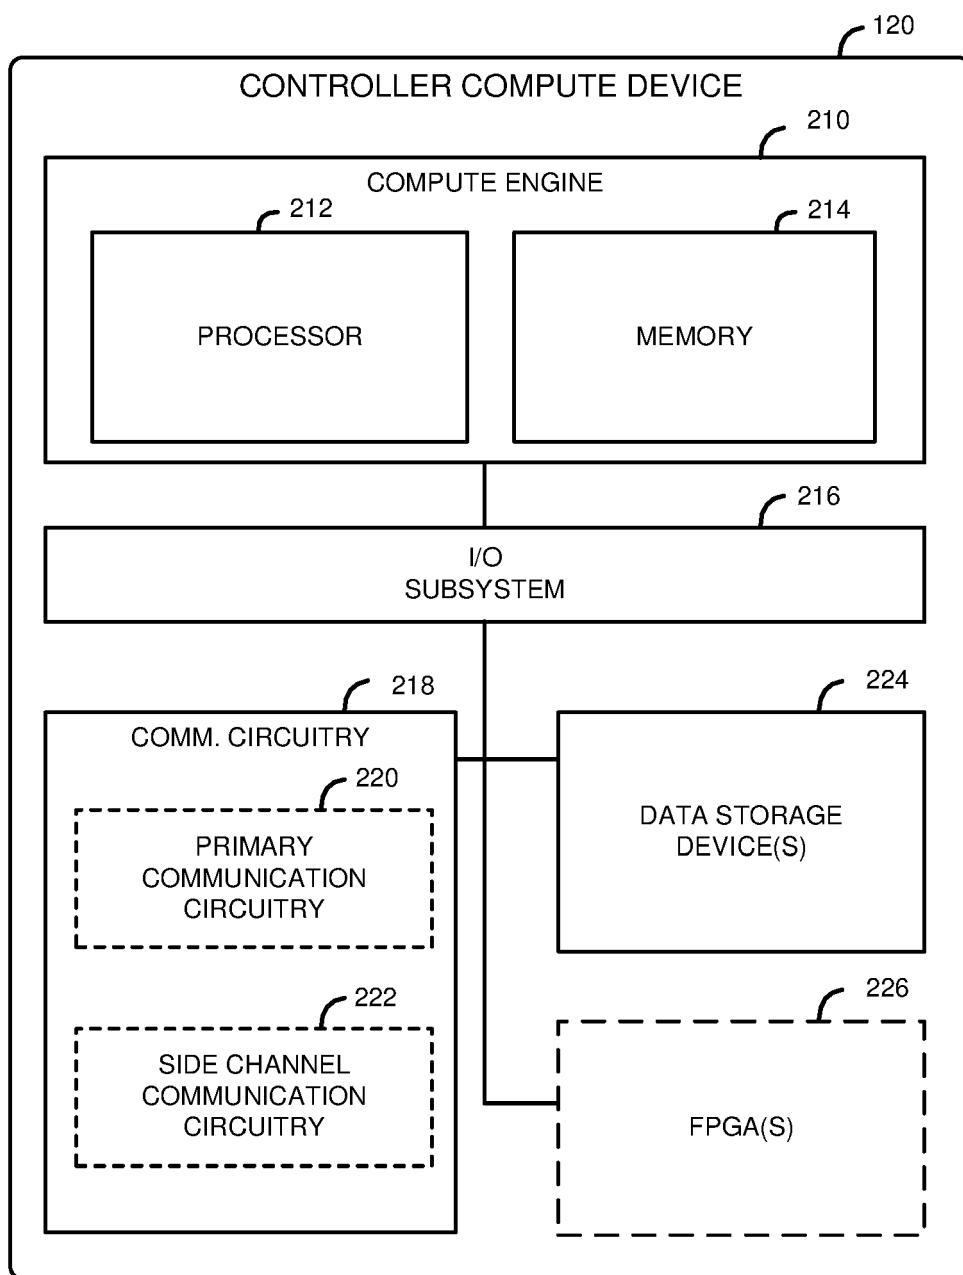 120
CONTROLLER COMPUTE DEVICE
210
COMPUTE ENGINE
212
214
PROCESSOR
MEMORY
216
I/O
SUBSYSTEM
218
COMM. CIRCUITRY
220
PRIMARY
COMMUNICATION
CIRCUITRY
222
SIDE CHANNEL
COMMUNICATION
CIRCUITRY
224
DATA STORAGE
DEVICE(S)
226
FPGA(S)